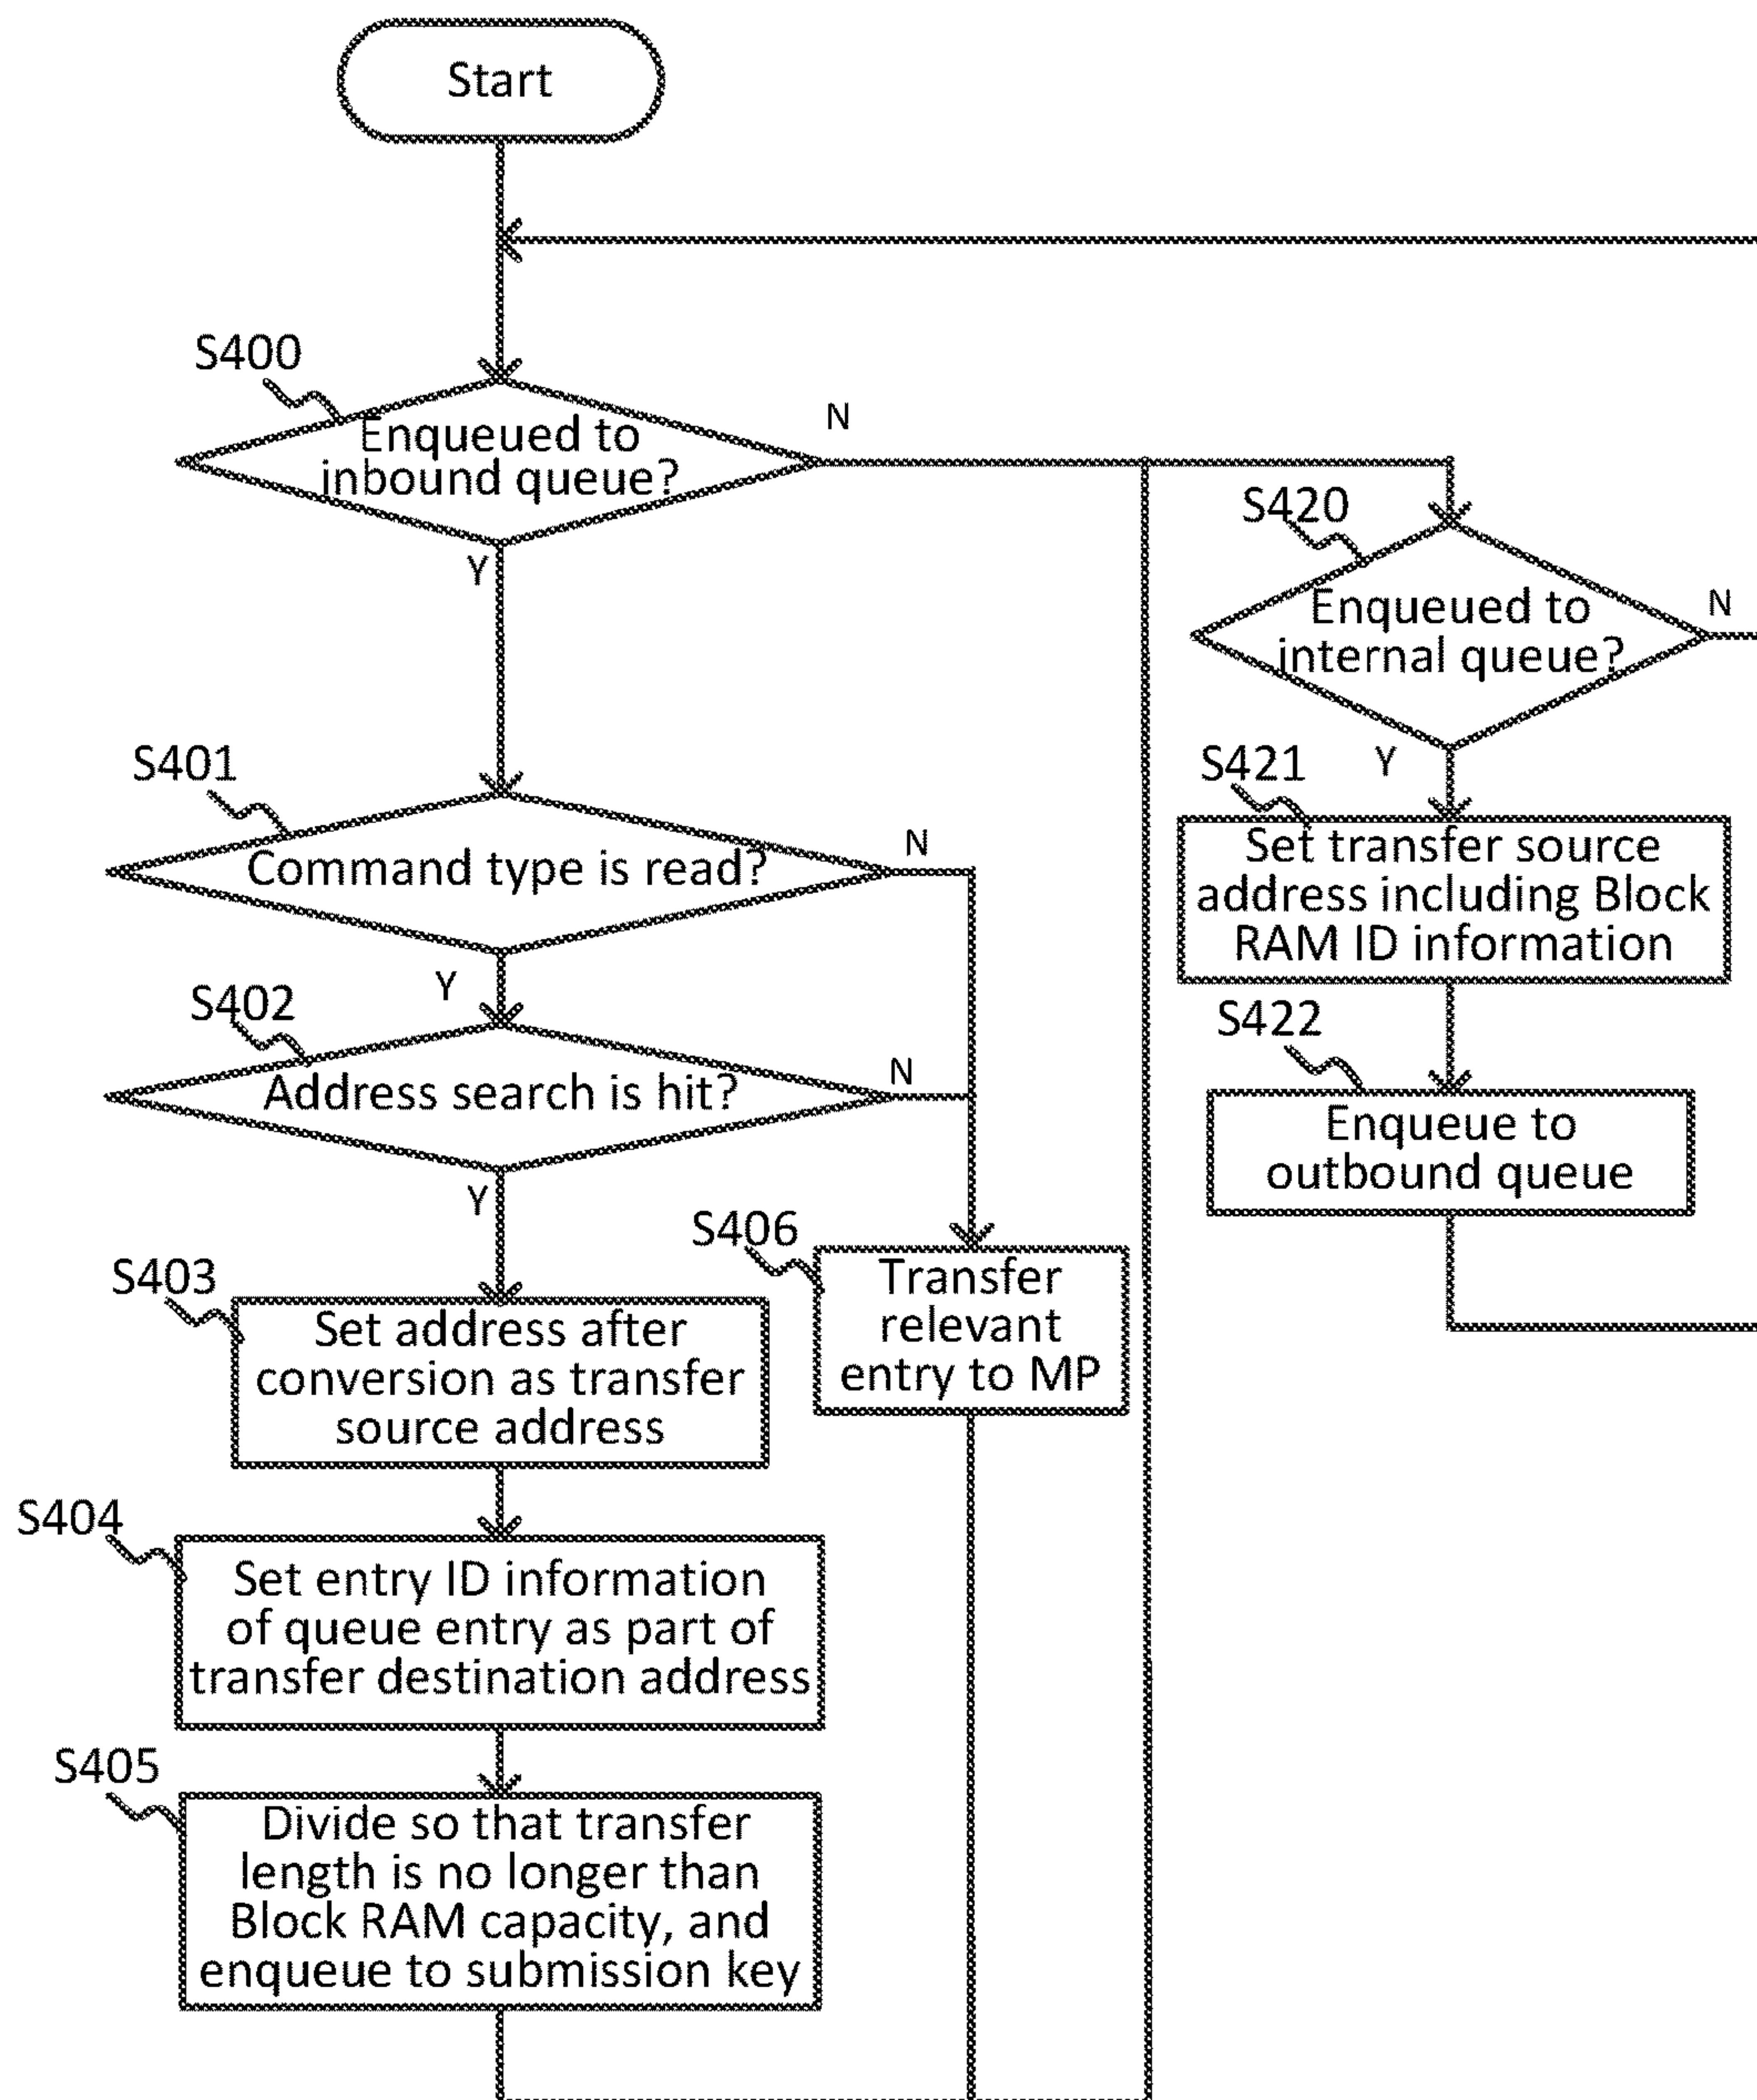 Start
S400
Enqueued to
inbound queue?
N
Y
S401
Command type is read?
N
Y
S402
Address search is hit?
N
Y
S403
Set address after
conversion as transfer
source address
S404
Set entry ID information
of queue entry as part of
transfer destination address
S405
Divide so that transfer
length is no longer than
Block RAM capacity, and
enqueue to submission key
S406
Transfer
relevant
entry to MP
S420
Enqueued to
internal queue?
N
Y
S421
Set transfer source
address including Block
RAM ID information
S422
Enqueue to
outbound queue